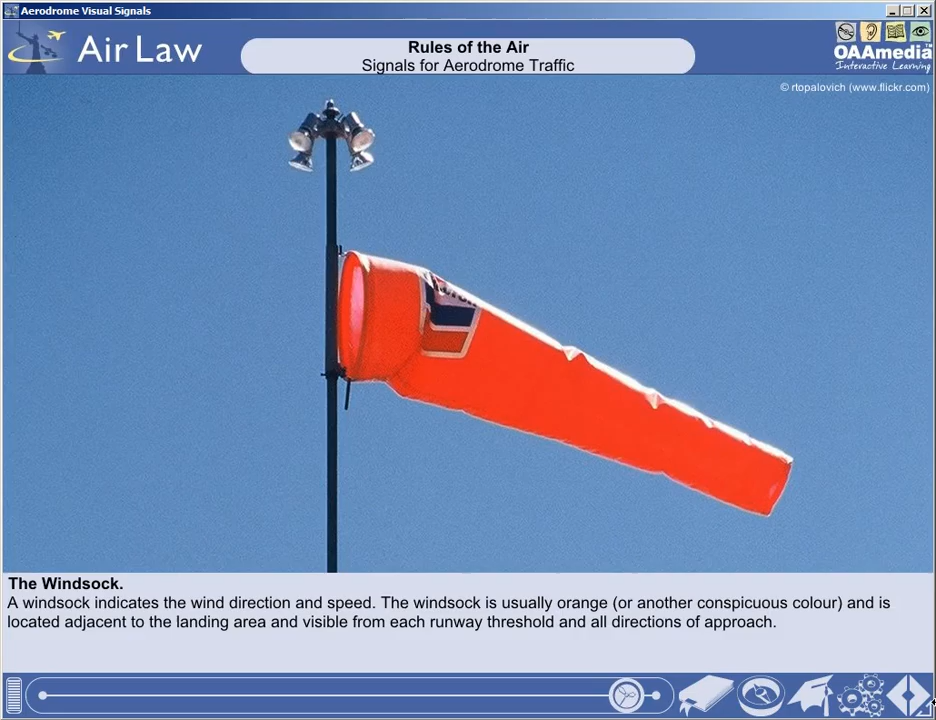 Aerodrome Visual Signals
Air Law
Rules of the Air
Signals for Aerodrome Traffic
OAAmedia
Interactive Learning
© rtopalovich (www.flickr.com)
The Windsock.
A windsock indicates the wind direction and speed. The windsock is usually orange (or another conspicuous colour) and is
located adjacent to the landing area and visible from each runway threshold and all directions of approach.